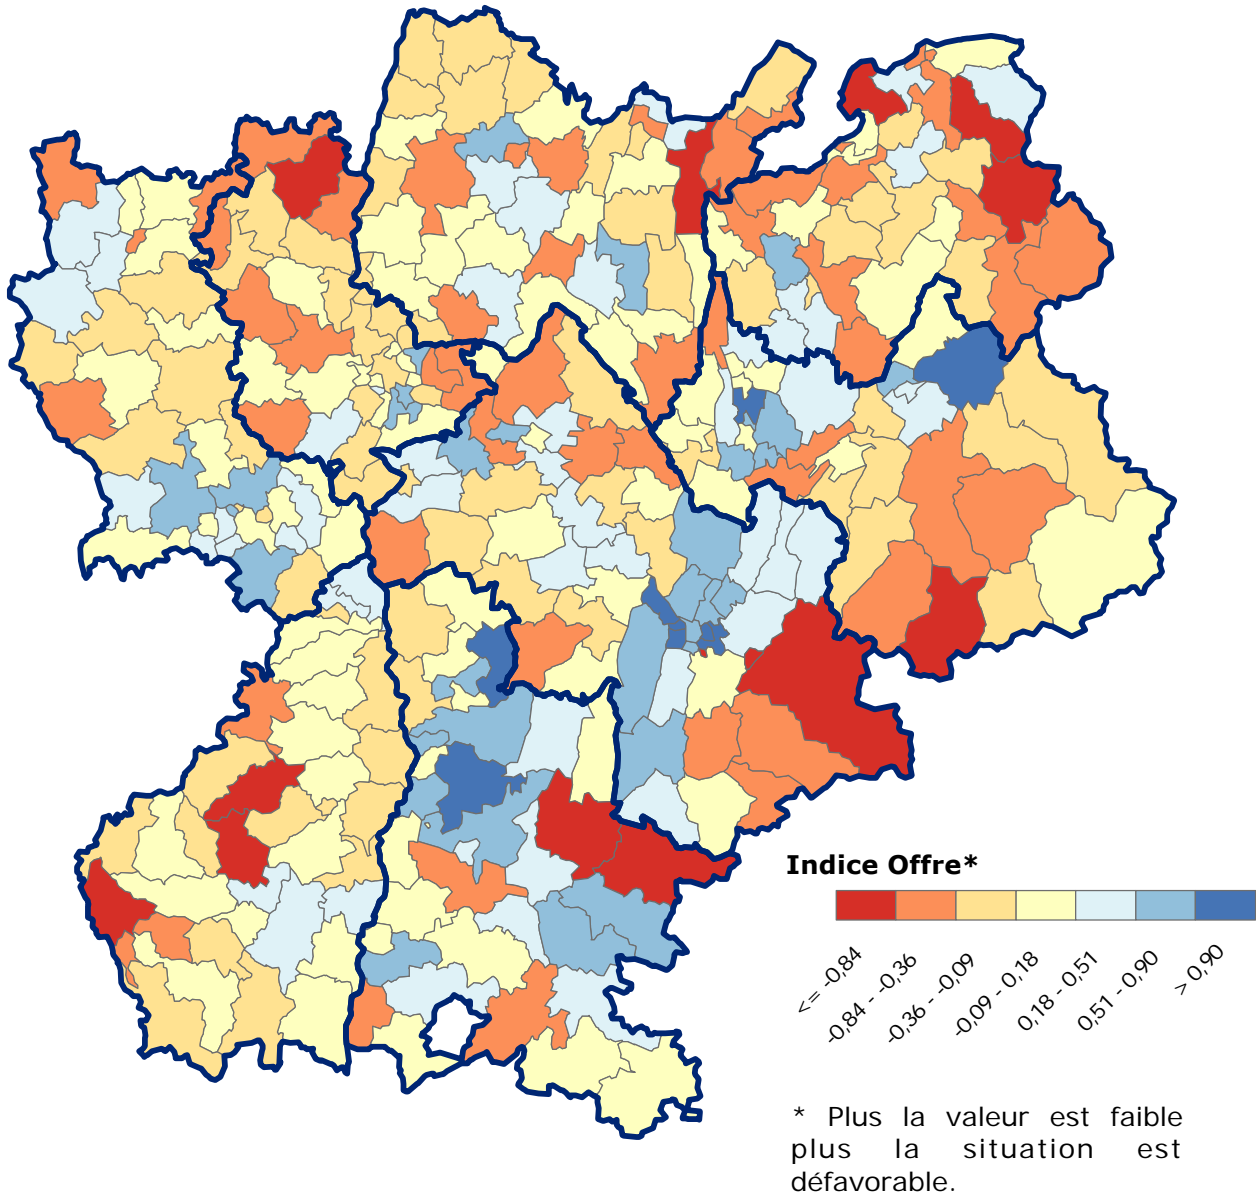 Indice Offre*
<= -0,84
-0,84 - -0,36
-0,36 - -0,09
-0,09 - 0,18
0,18 - 0,51
0,51 - 0,90
> 0,90
* Plus la valeur est faible
plus la situation est
défavorable.